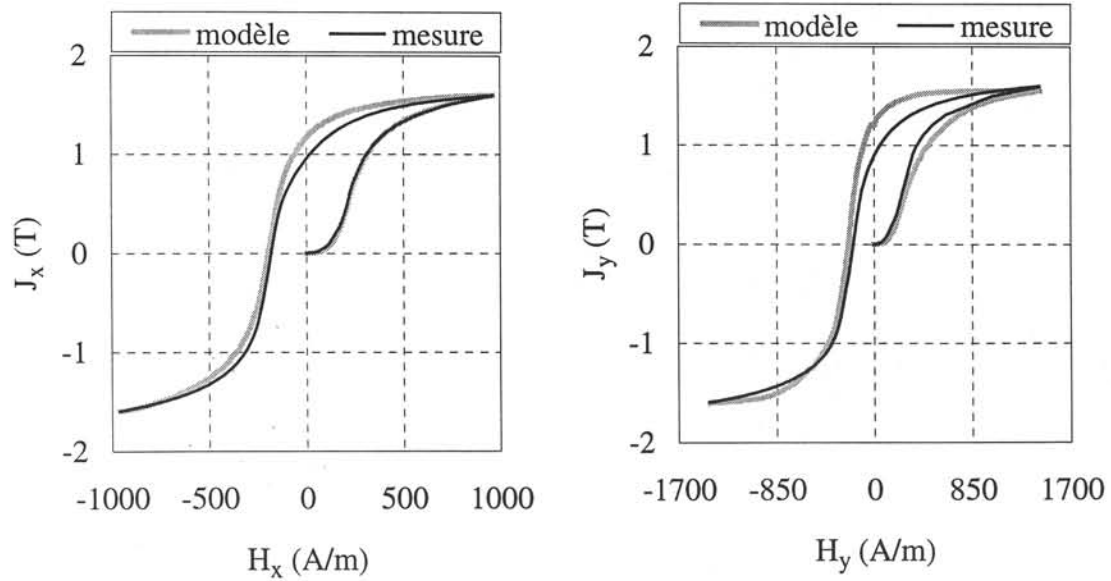 modèle mesure
2
1
0
-1
-2
J_x (T)
-1000 -500 0 500 1000
H_x (A/m)
modèle mesure
2
1
0
-1
-2
J_y (T)
-1700 -850 0 850 1700
H_y (A/m)